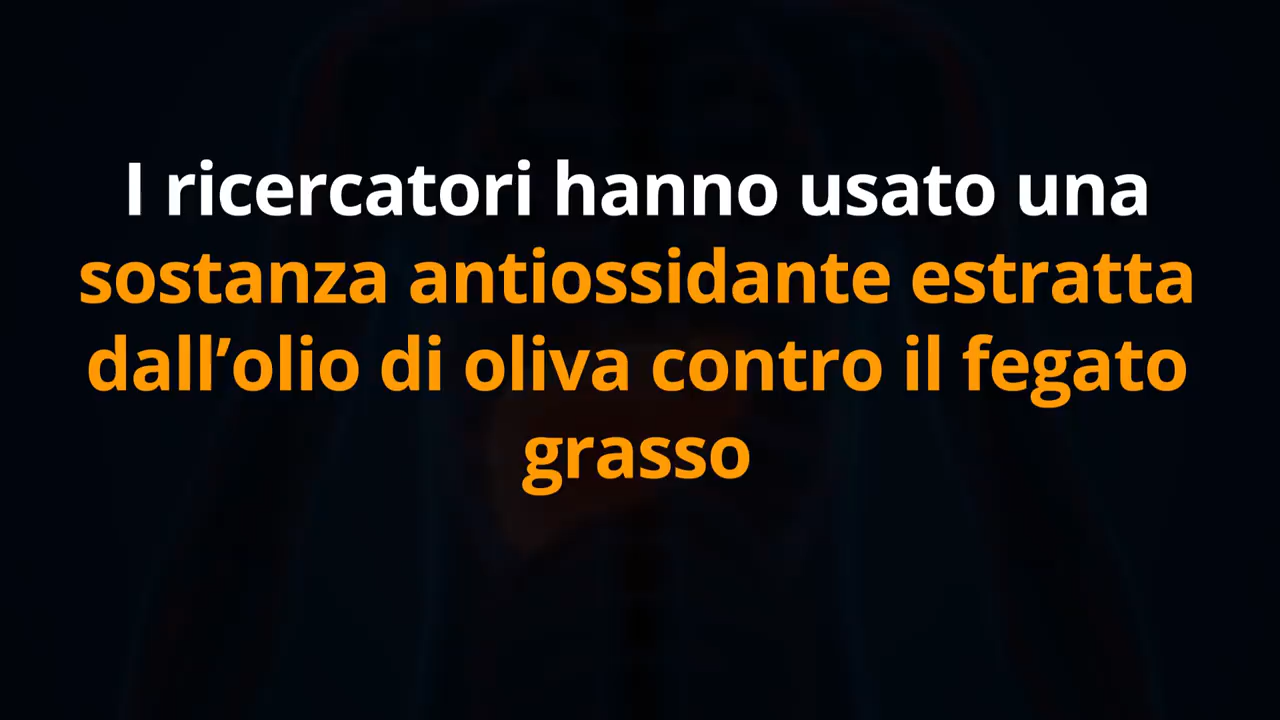 I ricercatori hanno usato una
sostanza antiossidante estratta
dall’olio di oliva contro il fegato
grasso